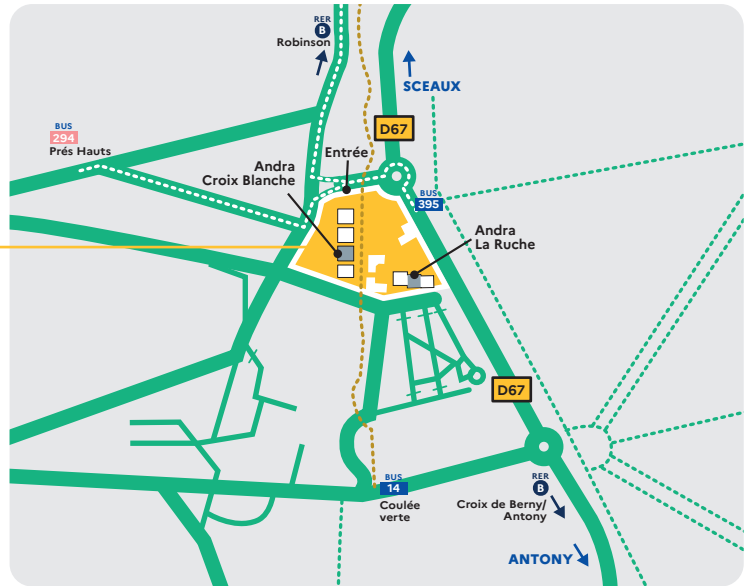 RER
B
Robinson
SCEAUX
BUS
294
Prés Hauts
D67
Entrée
Andra
Croix Blanche
BUS
395
Andra
La Ruche
D67
BUS
14
Coulée
verte
RER
B
Croix de Berny/
Antony
ANTONY